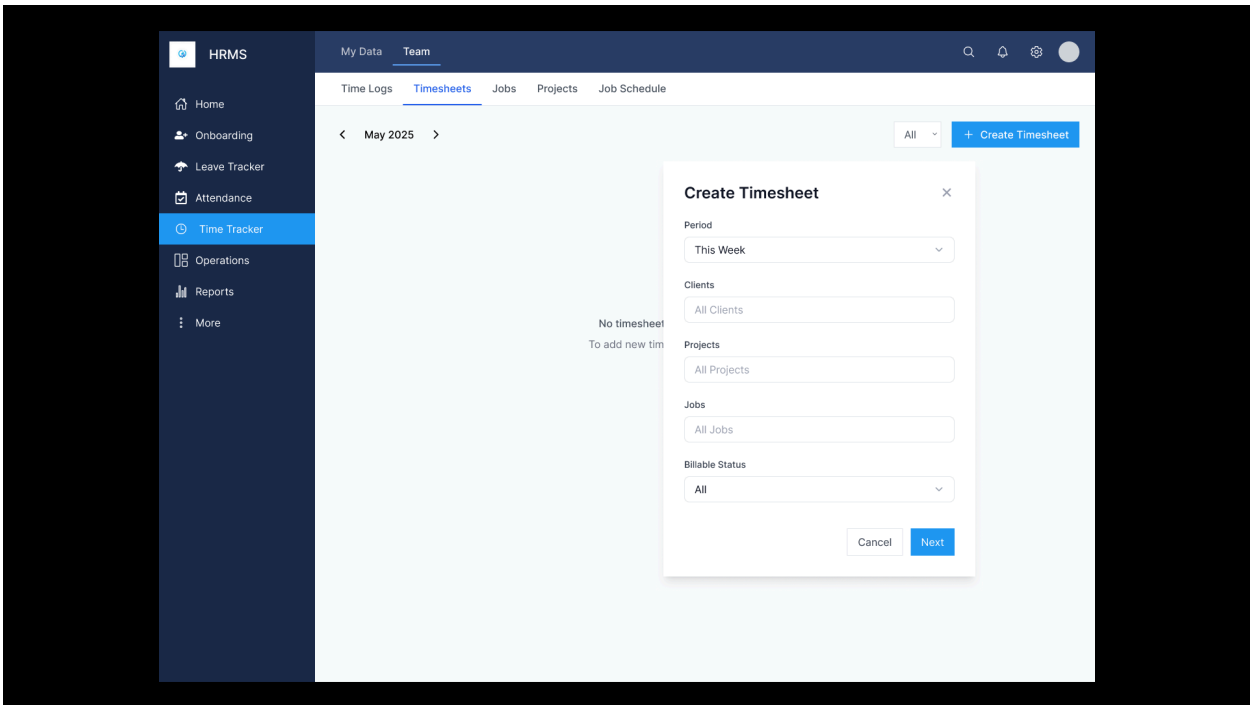 HRMS
Home
Onboarding
Leave Tracker
Attendance
Time Tracker
Operations
Reports
More
My Data Team
Time Logs Timesheets Jobs Projects Job Schedule
May 2025
All
+ Create Timesheet
No timesheet
To add new tim
Create Timesheet
Period
This Week
Clients
All Clients
Projects
All Projects
Jobs
All Jobs
Billable Status
All
Cancel Next